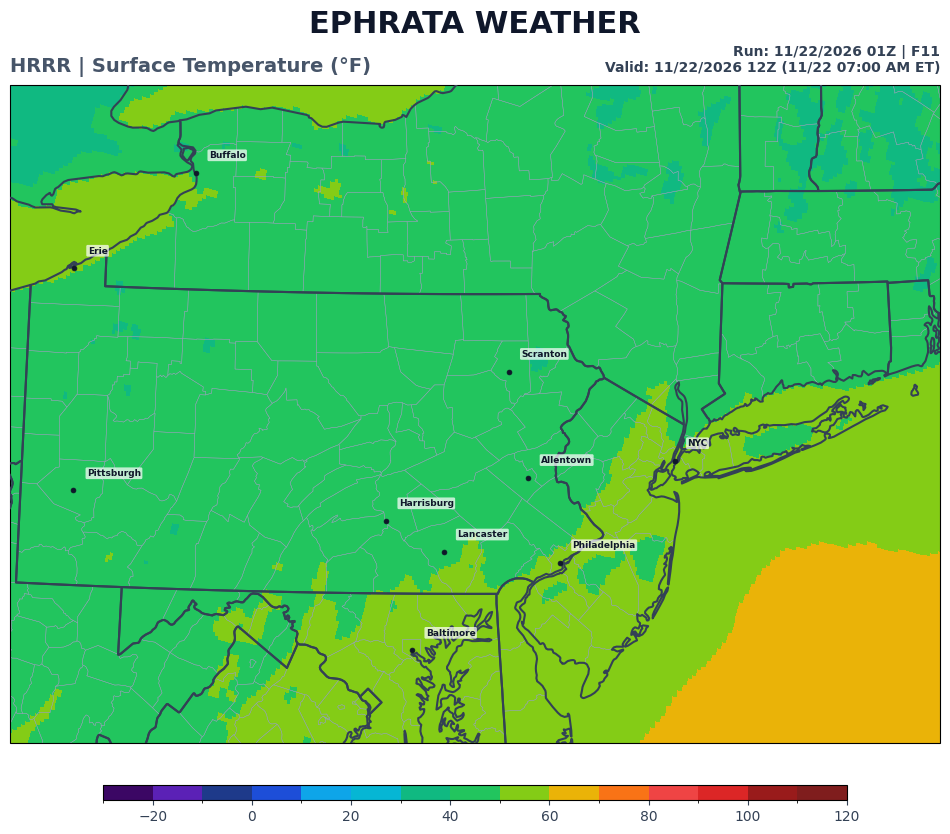 EPHRATA WEATHER
Run: 11/22/2026 01Z | F11
HRRR | Surface Temperature (°F)
Valid: 11/22/2026 12Z (11/22 07:00 AM ET)
Buffalo
Erie
Scranton
NYC
Allentown
Pittsburgh
Harrisburg
Lancaster
Philadelphia
Baltimore
−20 0 20 40 60 80 100 120